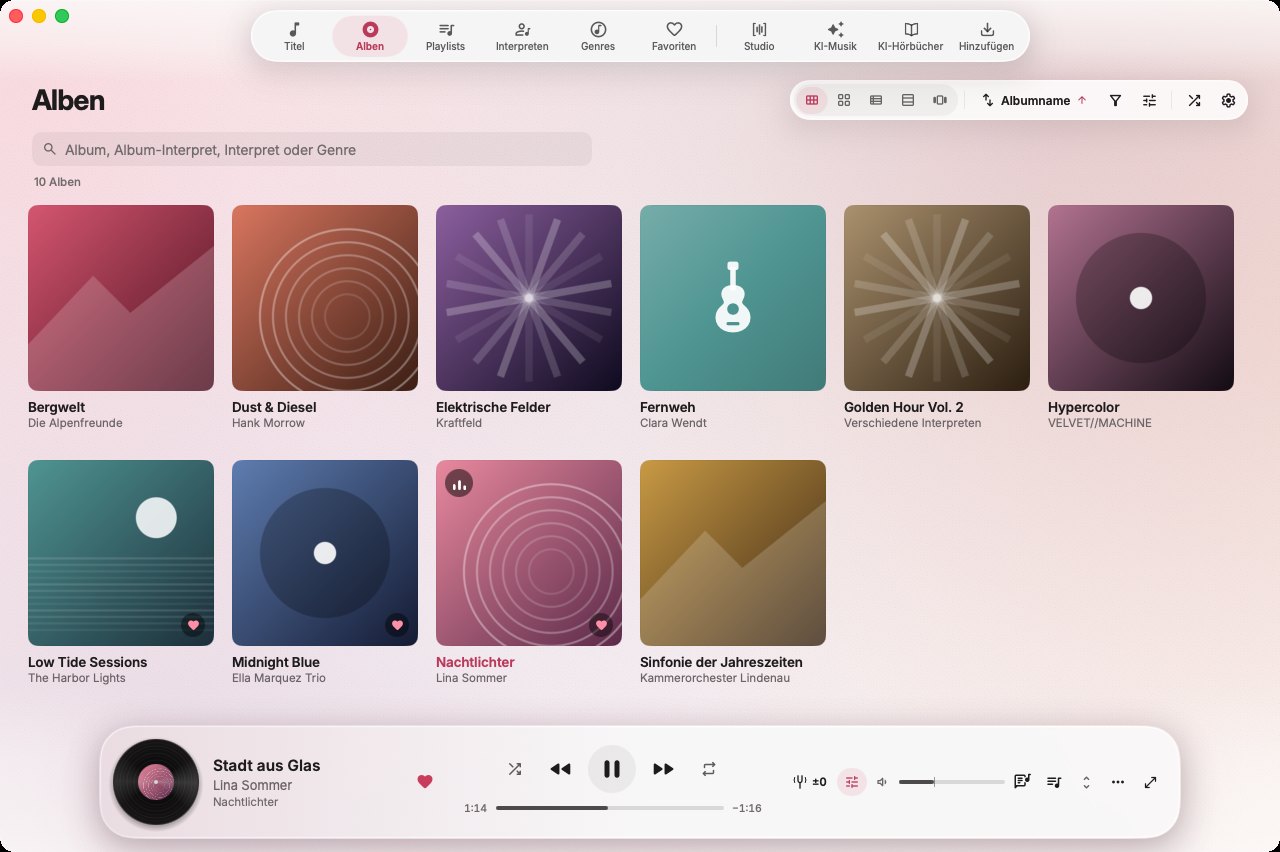 Titel
Alben
Playlists
Interpreten
Genres
Favoriten
Studio
KI-Musik
KI-Hörbücher
Hinzufügen
Alben
Albumname
Album, Album-Interpret, Interpret oder Genre
10 Alben
Bergwelt
Die Alpenfreunde
Dust & Diesel
Hank Morrow
Elektrische Felder
Kraftfeld
Fernweh
Clara Wendt
Golden Hour Vol. 2
Verschiedene Interpreten
Hypercolor
VELVET//MACHINE
Low Tide Sessions
The Harbor Lights
Midnight Blue
Ella Marquez Trio
Nachtlichter
Lina Sommer
Sinfonie der Jahreszeiten
Kammerorchester Lindenau
Stadt aus Glas
Lina Sommer
Nachtlichter
1:14
−1:16
±0